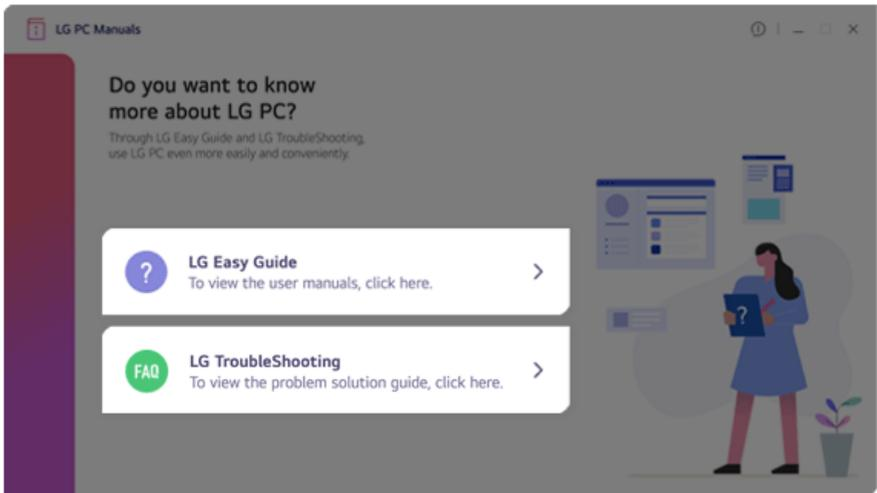 LG PC Manuals
Do you want to know
more about LG PC?
Through LG Easy Guide and LG TroubleShooting,
use LG PC even more easily and conveniently.
?
LG Easy Guide
To view the user manuals, click here.
FAQ
LG TroubleShooting
To view the problem solution guide, click here.
?